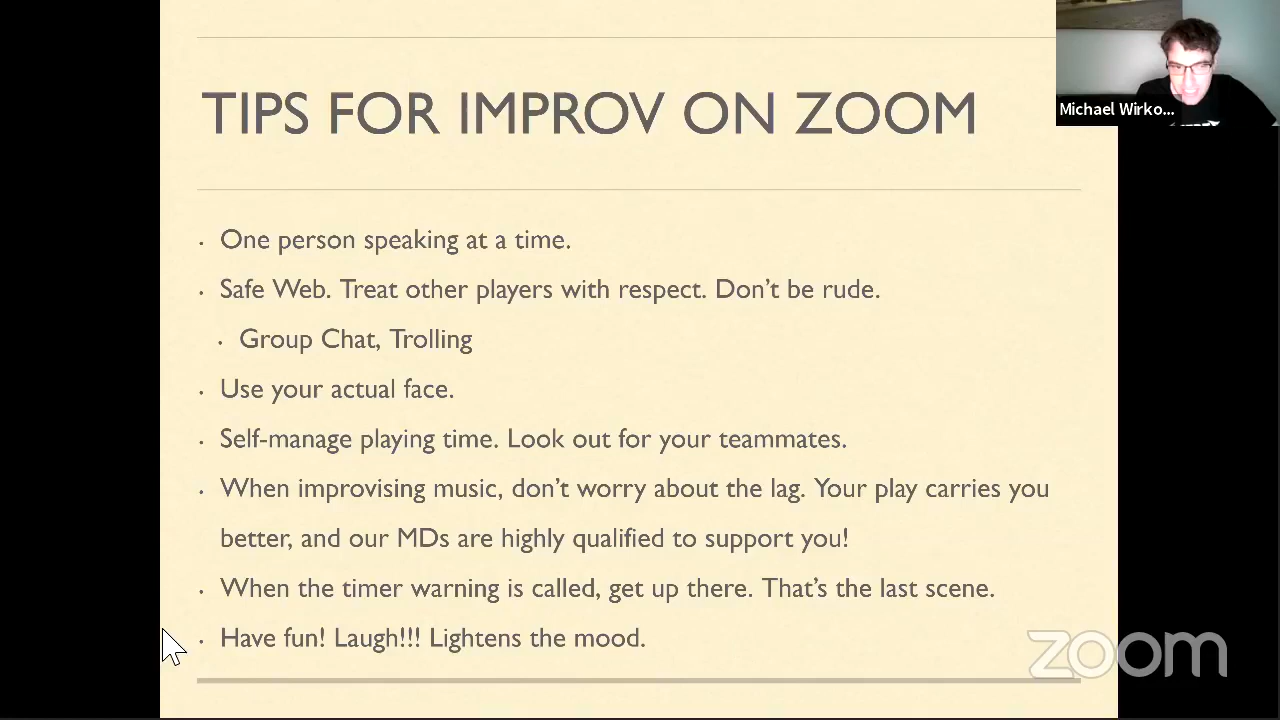 TIPS FOR IMPROV ON ZOOM
Michael Wirko...
· One person speaking at a time.
· Safe Web. Treat other players with respect. Don’t be rude.
· Group Chat, Trolling
· Use your actual face.
· Self-manage playing time. Look out for your teammates.
· When improvising music, don’t worry about the lag. Your play carries you
better, and our MDs are highly qualified to support you!
· When the timer warning is called, get up there. That’s the last scene.
· Have fun! Laugh!!! Lightens the mood.
zoom